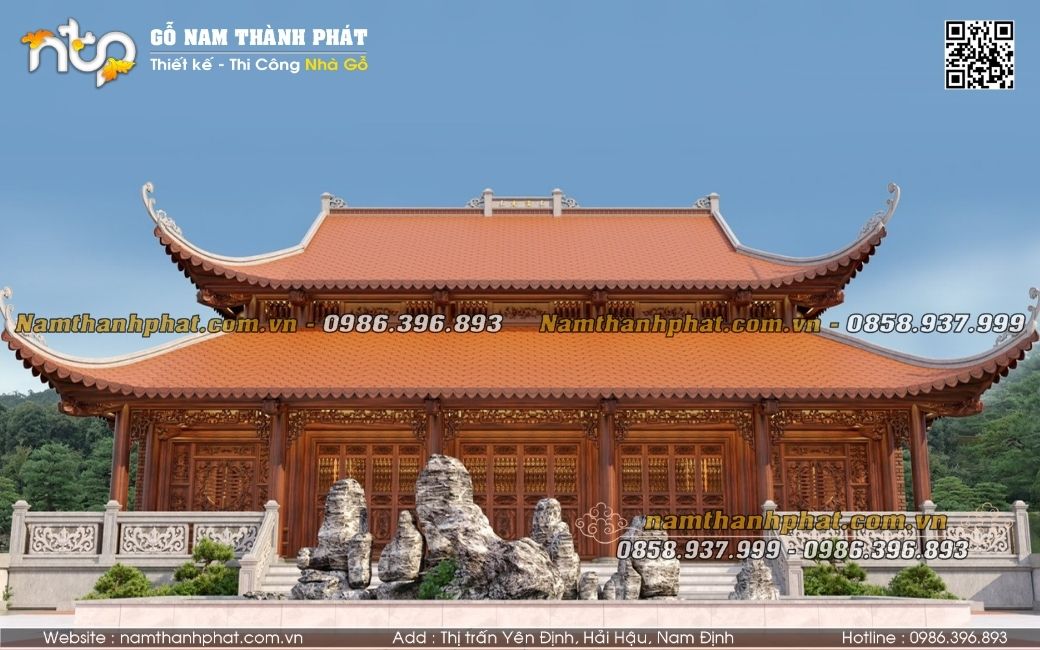 ntp
GỖ NAM THÀNH PHÁT
Thiết kế - Thi Công Nhà Gỗ
Namthanhphat.com.vn - 0986.396.893 Namthanhphat.com.vn - 0858.937.999
namthanhphat.com.vn
0858.937.999 - 0986.396.893
Website : namthanhphat.com.vn Add : Thị trấn Yên Định, Hải Hậu, Nam Định Hotline : 0986.396.893